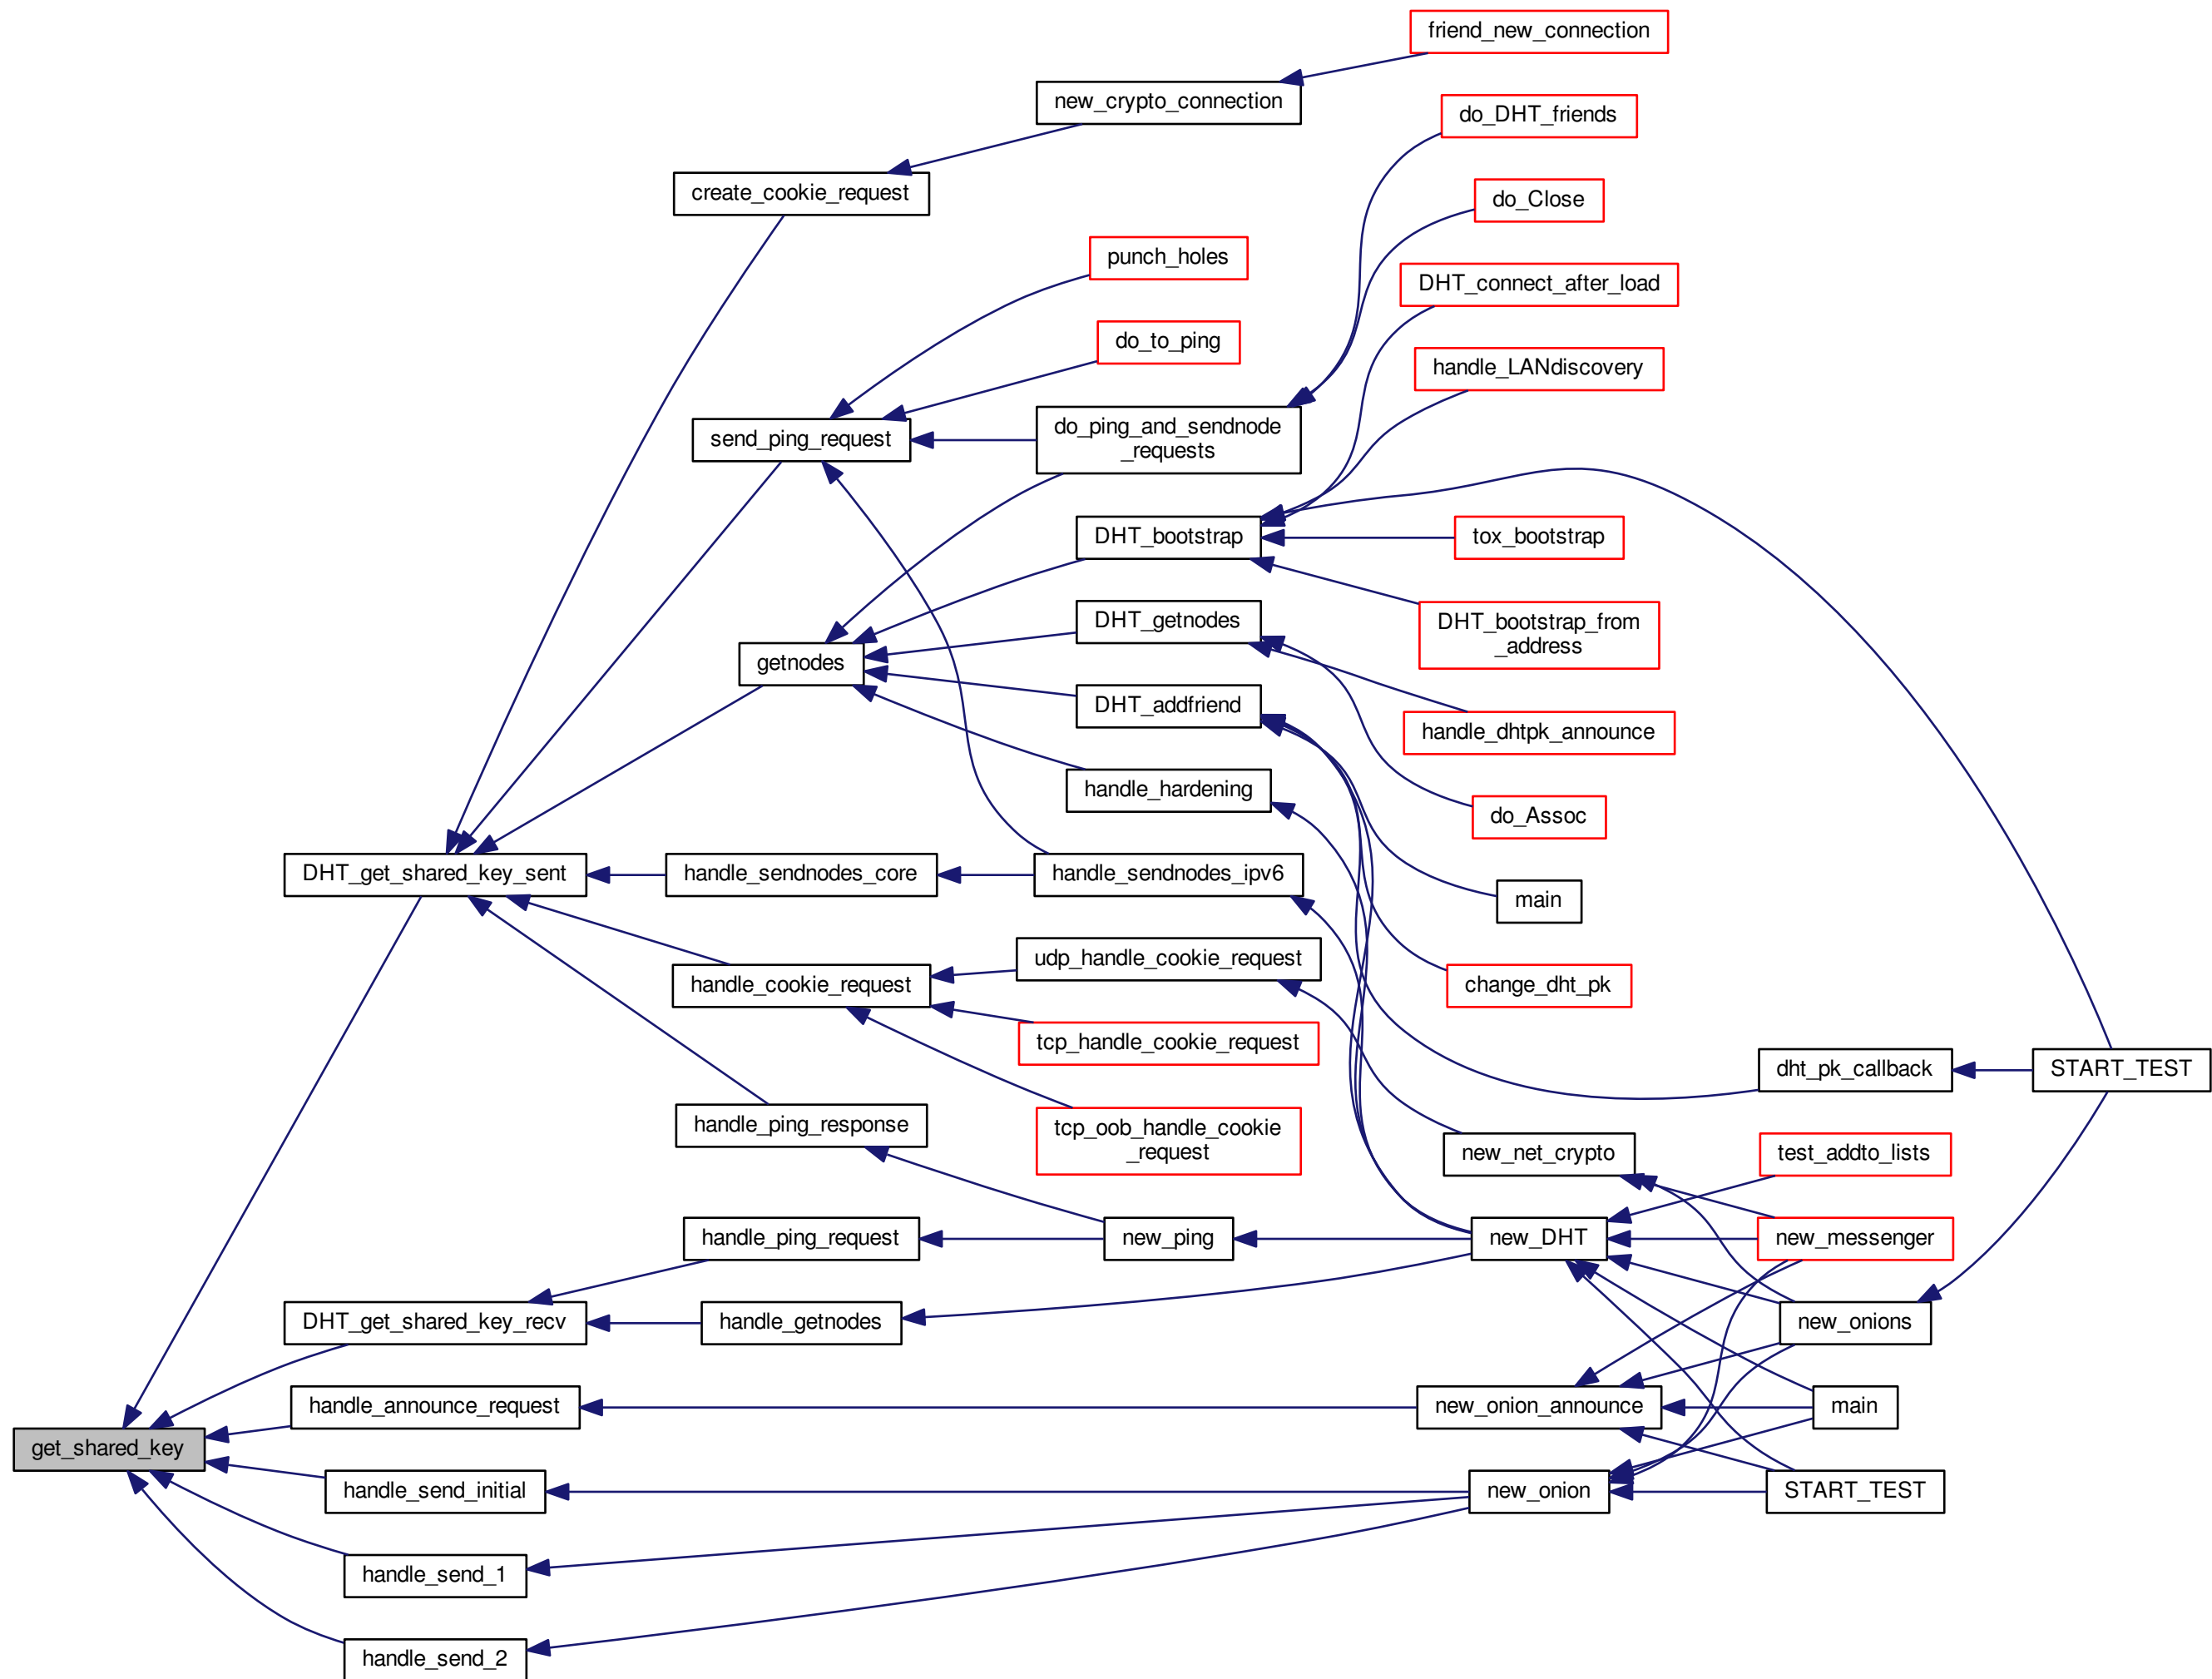 friend_new_connection
new_crypto_connection
do_DHT_friends
create_cookie_request
do_Close
punch_holes
DHT_connect_after_load
do_to_ping
handle_LANdiscovery
send_ping_request
do_ping_and_sendnode
_requests
DHT_bootstrap
tox_bootstrap
DHT_getnodes
DHT_bootstrap_from
_address
getnodes
DHT_addfriend
handle_dhtpk_announce
handle_hardening
do_Assoc
DHT_get_shared_key_sent
handle_sendnodes_core
handle_sendnodes_ipv6
main
udp_handle_cookie_request
handle_cookie_request
change_dht_pk
tcp_handle_cookie_request
dht_pk_callback
START_TEST
handle_ping_response
tcp_oob_handle_cookie
_request
new_net_crypto
test_addto_lists
handle_ping_request
new_ping
new_DHT
new_messenger
DHT_get_shared_key_recv
handle_getnodes
new_onions
handle_announce_request
new_onion_announce
main
get_shared_key
handle_send_initial
new_onion
START_TEST
handle_send_1
handle_send_2